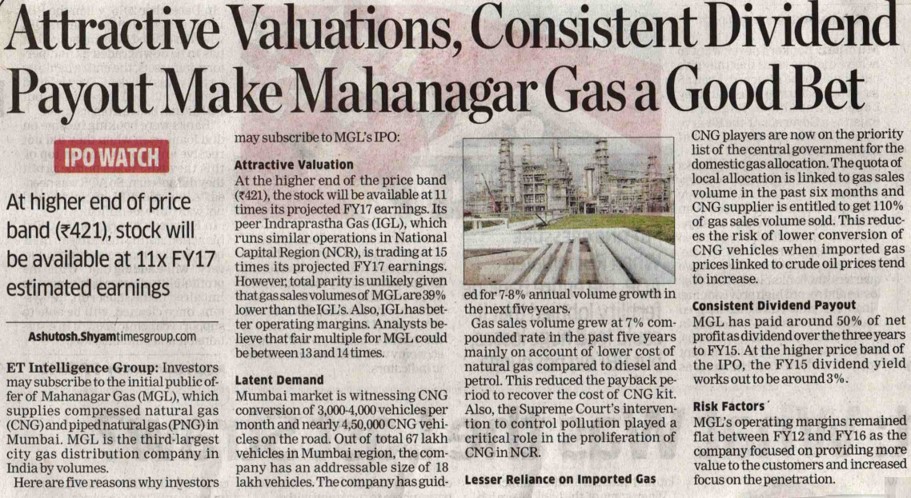 Attractive Valuations, Consistent Dividend
Payout Make Mahanagar Gas a Good Bet
IPO WATCH
At higher end of price
band (₹421), stock will
be available at 11x FY17
estimated earnings
Ashutosh.Shyamtimesgroup.com
ET Intelligence Group: Investors
may subscribe to the initial public of-
fer of Mahanagar Gas (MGL), which
supplies compressed natural gas
(CNG) and piped natural gas (PNG) in
Mumbai. MGL is the third-largest
city gas distribution company in
India by volumes.
Here are five reasons why investors
may subscribe to MGL's IPO:
Attractive Valuation
At the higher end of the price band
(₹421), the stock will be available at 11
times its projected FY17 earnings. Its
peer Indraprastha Gas (IGL), which
runs similar operations in National
Capital Region (NCR), is trading at 15
times its projected FY17 earnings.
However, total parity is unlikely given
that gas sales volumes of MGL are 39%
lower than the IGL's. Also, IGL has bet-
ter operating margins. Analysts be-
lieve that fair multiple for MGL could
be between 13 and 14 times.
Latent Demand
Mumbai market is witnessing CNG
conversion of 3,000-4,000 vehicles per
month and nearly 4,50,000 CNG vehi-
cles on the road. Out of total 67 lakh
vehicles in Mumbai region, the com-
pany has an addressable size of 18
lakh vehicles. The company has guid-
ed for 7-8% annual volume growth in
the next five years.
Gas sales volume grew at 7% com-
pounded rate in the past five years
mainly on account of lower cost of
natural gas compared to diesel and
petrol. This reduced the payback pe-
riod to recover the cost of CNG kit.
Also, the Supreme Court's interven-
tion to control pollution played a
critical role in the proliferation of
CNG in NCR.
Lesser Reliance on Imported Gas
CNG players are now on the priority
list of the central government for the
domestic gas allocation. The quota of
local allocation is linked to gas sales
volume in the past six months and
CNG supplier is entitled to get 110%
of gas sales volume sold. This reduc-
es the risk of lower conversion of
CNG vehicles when imported gas
prices linked to crude oil prices tend
to increase.
Consistent Dividend Payout
MGL has paid around 50% of net
profit as dividend over the three years
to FY15. At the higher price band of
the IPO, the FY15 dividend yield
works out to be around 3%.
Risk Factors
MGL's operating margins remained
flat between FY12 and FY16 as the
company focused on providing more
value to the customers and increased
focus on the penetration.